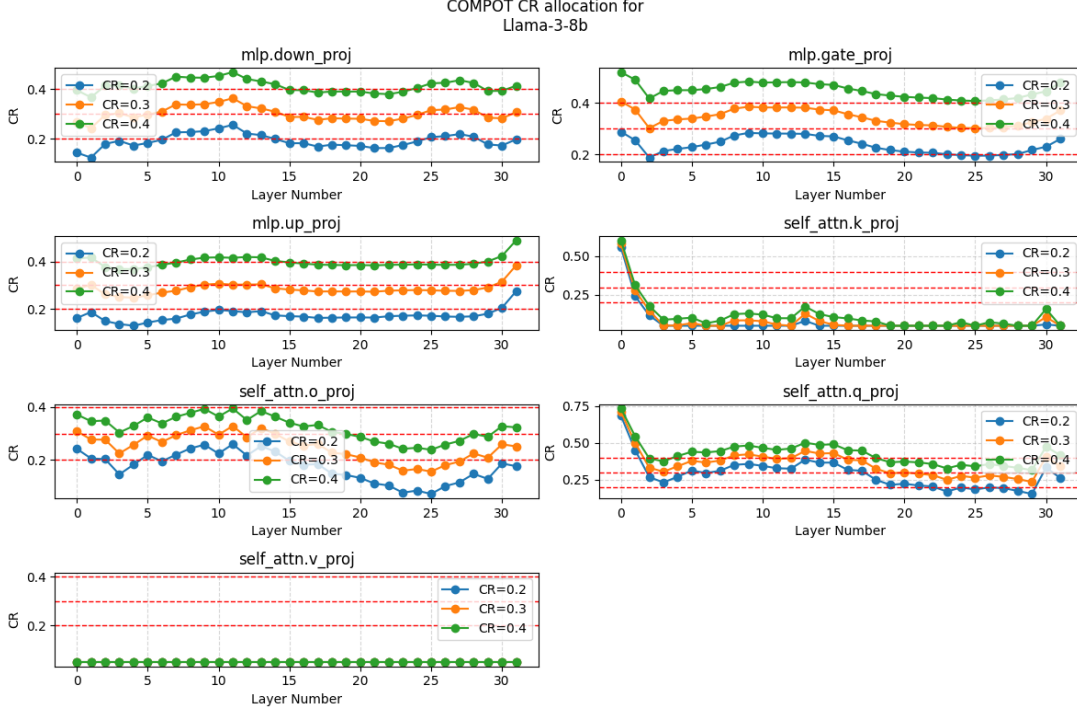 COMPOT CR allocation for
Llama-3-8b
mlp.down_proj
CR
0.4
0.2
CR=0.2
CR=0.3
CR=0.4
0 5 10 15 20 25 30
Layer Number
mlp.gate_proj
CR
0.4
0.2
CR=0.2
CR=0.3
CR=0.4
0 5 10 15 20 25 30
Layer Number
mlp.up_proj
CR
0.4
0.2
CR=0.2
CR=0.3
CR=0.4
0 5 10 15 20 25 30
Layer Number
self_attn.k_proj
CR
0.50
0.25
CR=0.2
CR=0.3
CR=0.4
0 5 10 15 20 25 30
Layer Number
self_attn.o_proj
CR
0.4
0.2
CR=0.2
CR=0.3
CR=0.4
0 5 10 15 20 25 30
Layer Number
self_attn.q_proj
CR
0.75
0.50
0.25
CR=0.2
CR=0.3
CR=0.4
0 5 10 15 20 25 30
Layer Number
self_attn.v_proj
CR
0.4
0.2
CR=0.2
CR=0.3
CR=0.4
0 5 10 15 20 25 30
Layer Number